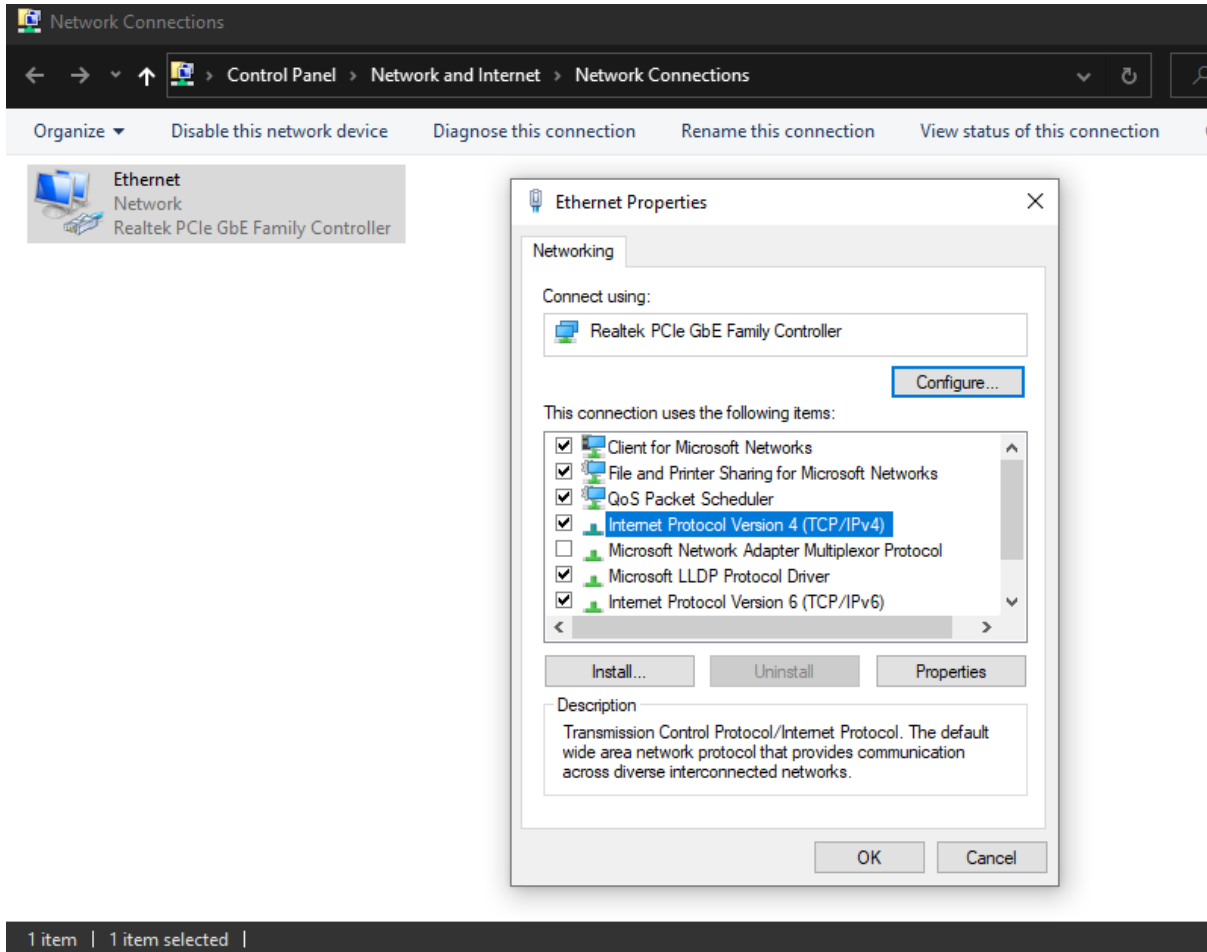 Network Connections
Control Panel > Network and Internet > Network Connections
Organize Disable this network device Diagnose this connection Rename this connection View status of this connection
Ethernet
Network
Realtek PCIe GbE Family Controller
Ethernet Properties
Networking
Connect using:
Realtek PCIe GbE Family Controller
Configure...
This connection uses the following items:
Client for Microsoft Networks
File and Printer Sharing for Microsoft Networks
QoS Packet Scheduler
Internet Protocol Version 4 (TCP/IPv4)
Microsoft Network Adapter Multiplexor Protocol
Microsoft LLDP Protocol Driver
Internet Protocol Version 6 (TCP/IPv6)
Install... Uninstall Properties
Description
Transmission Control Protocol/Internet Protocol. The default
wide area network protocol that provides communication
across diverse interconnected networks.
OK Cancel
1 item | 1 item selected |